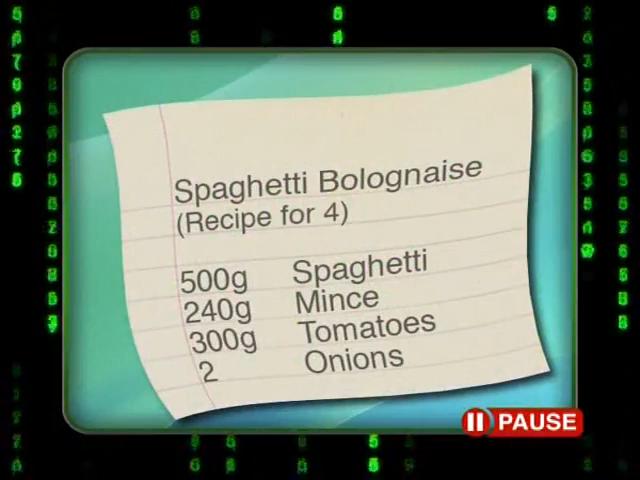 Spaghetti Bolognaise
(Recipe for 4)
500g Spaghetti
240g Mince
300g Tomatoes
2 Onions
PAUSE